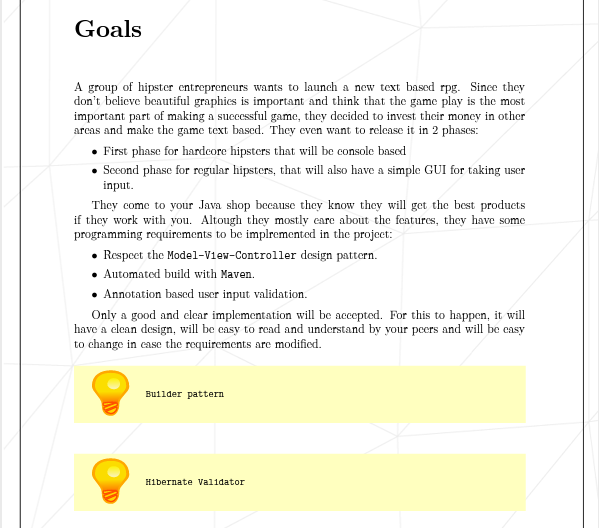 Goals
A group of hipster entrepreneurs wants to launch a new text based rpg. Since they
don't believe beautiful graphics is important and think that the game play is the most
important part of making a successful game, they decided to invest their money in other
areas and make the game text based. They even want to release it in 2 phases:
• First phase for hardcore hipsters that will be console based
• Second phase for regular hipsters, that will also have a simple GUI for taking user
input.
They come to your Java shop because they know they will get the best products
if they work with you. Altough they mostly care about the features, they have some
programming requirements to be implremented in the project:
• Respect the Model-View-Controller design pattern.
• Automated build with Maven.
• Annotation based user input validation.
Only a good and clear implementation will be accepted. For this to happen, it will
have a clean design, will be easy to read and understand by your peers and will be easy
to change in case the requirements are modified.
Builder pattern
Hibernate Validator